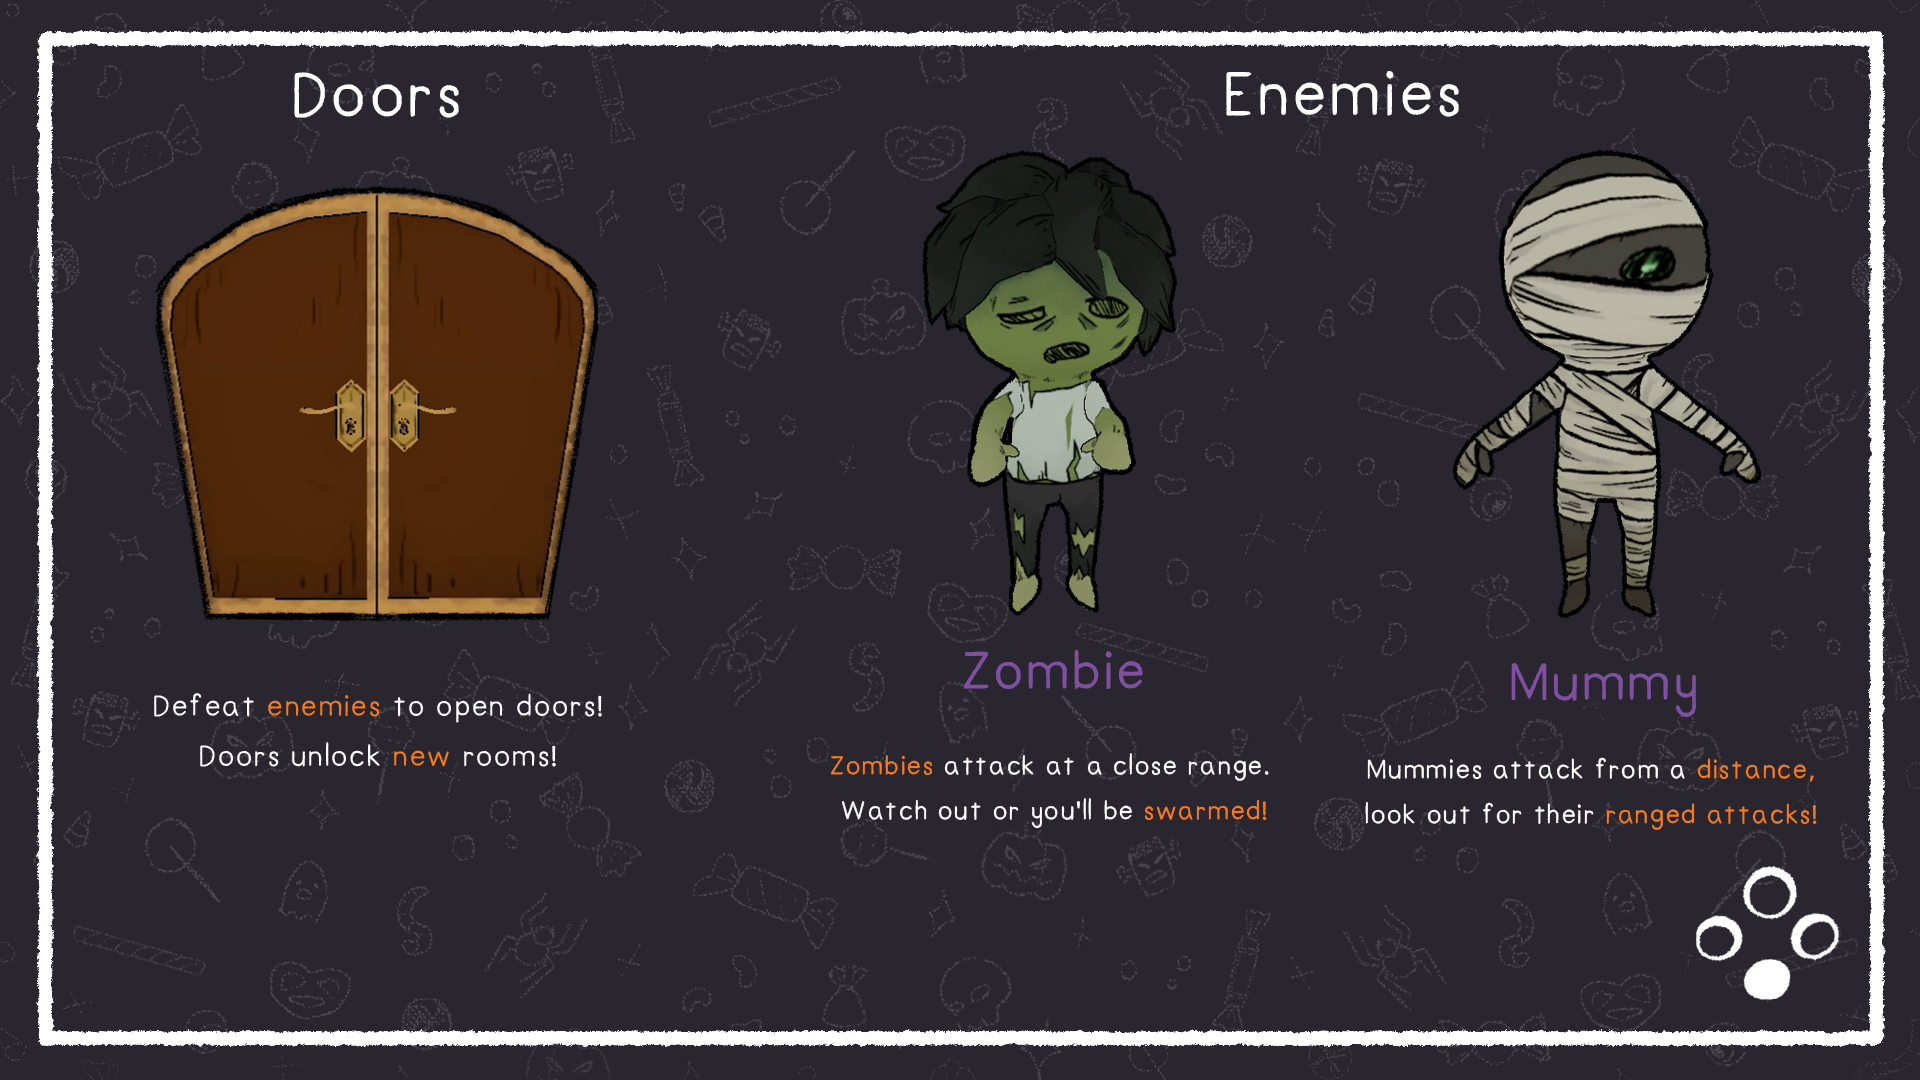 Doors
Defeat enemies to open doors!
Doors unlock new rooms!
Enemies
Zombie
Zombies attack at a close range.
Watch out or you'll be swarmed!
Mummy
Mummies attack from a distance,
look out for their ranged attacks!